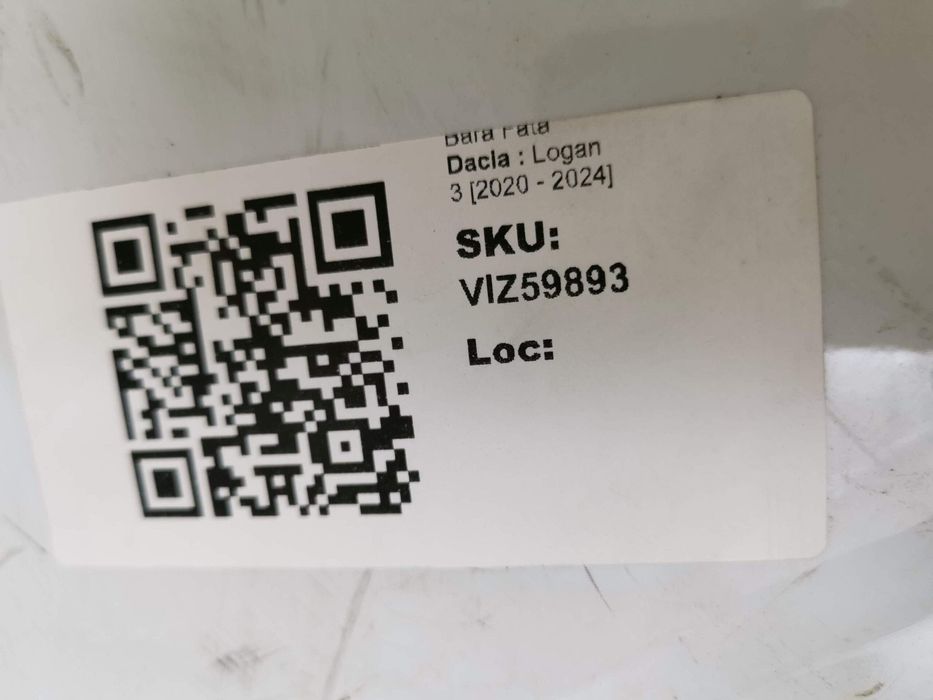 Bara Fata
Dacia : Logan
3 [2020 - 2024]
SKU:
VIZ59893
Loc: